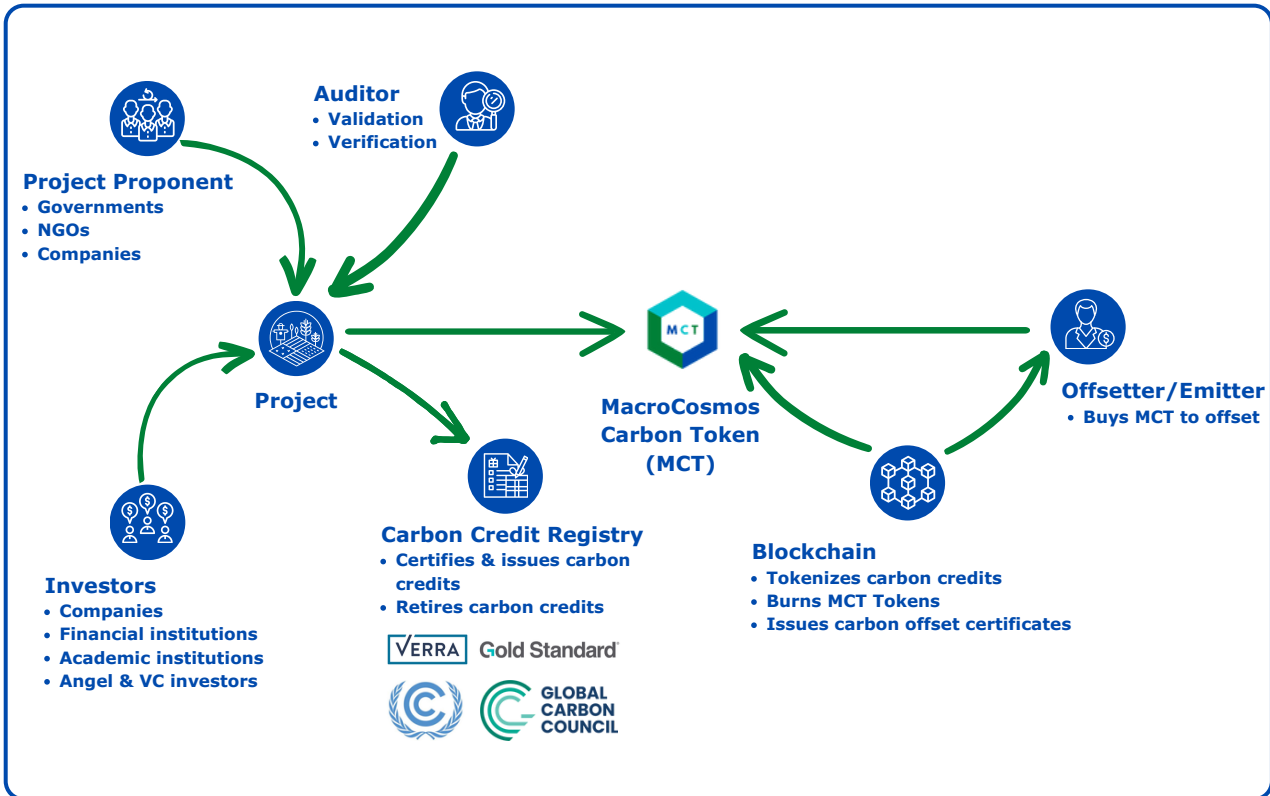 Auditor
• Validation
• Verification
Project Proponent
• Governments
• NGOs
• Companies
Project
MCT
MacroCosmos
Carbon Token
(MCT)
Offsetter/Emitter
• Buys MCT to offset
Investors
• Companies
• Financial institutions
• Academic institutions
• Angel & VC investors
Carbon Credit Registry
• Certifies & issues carbon
credits
• Retires carbon credits
VERRA
Gold Standard
GLOBAL
CARBON
COUNCIL
Blockchain
• Tokenizes carbon credits
• Burns MCT Tokens
• Issues carbon offset certificates